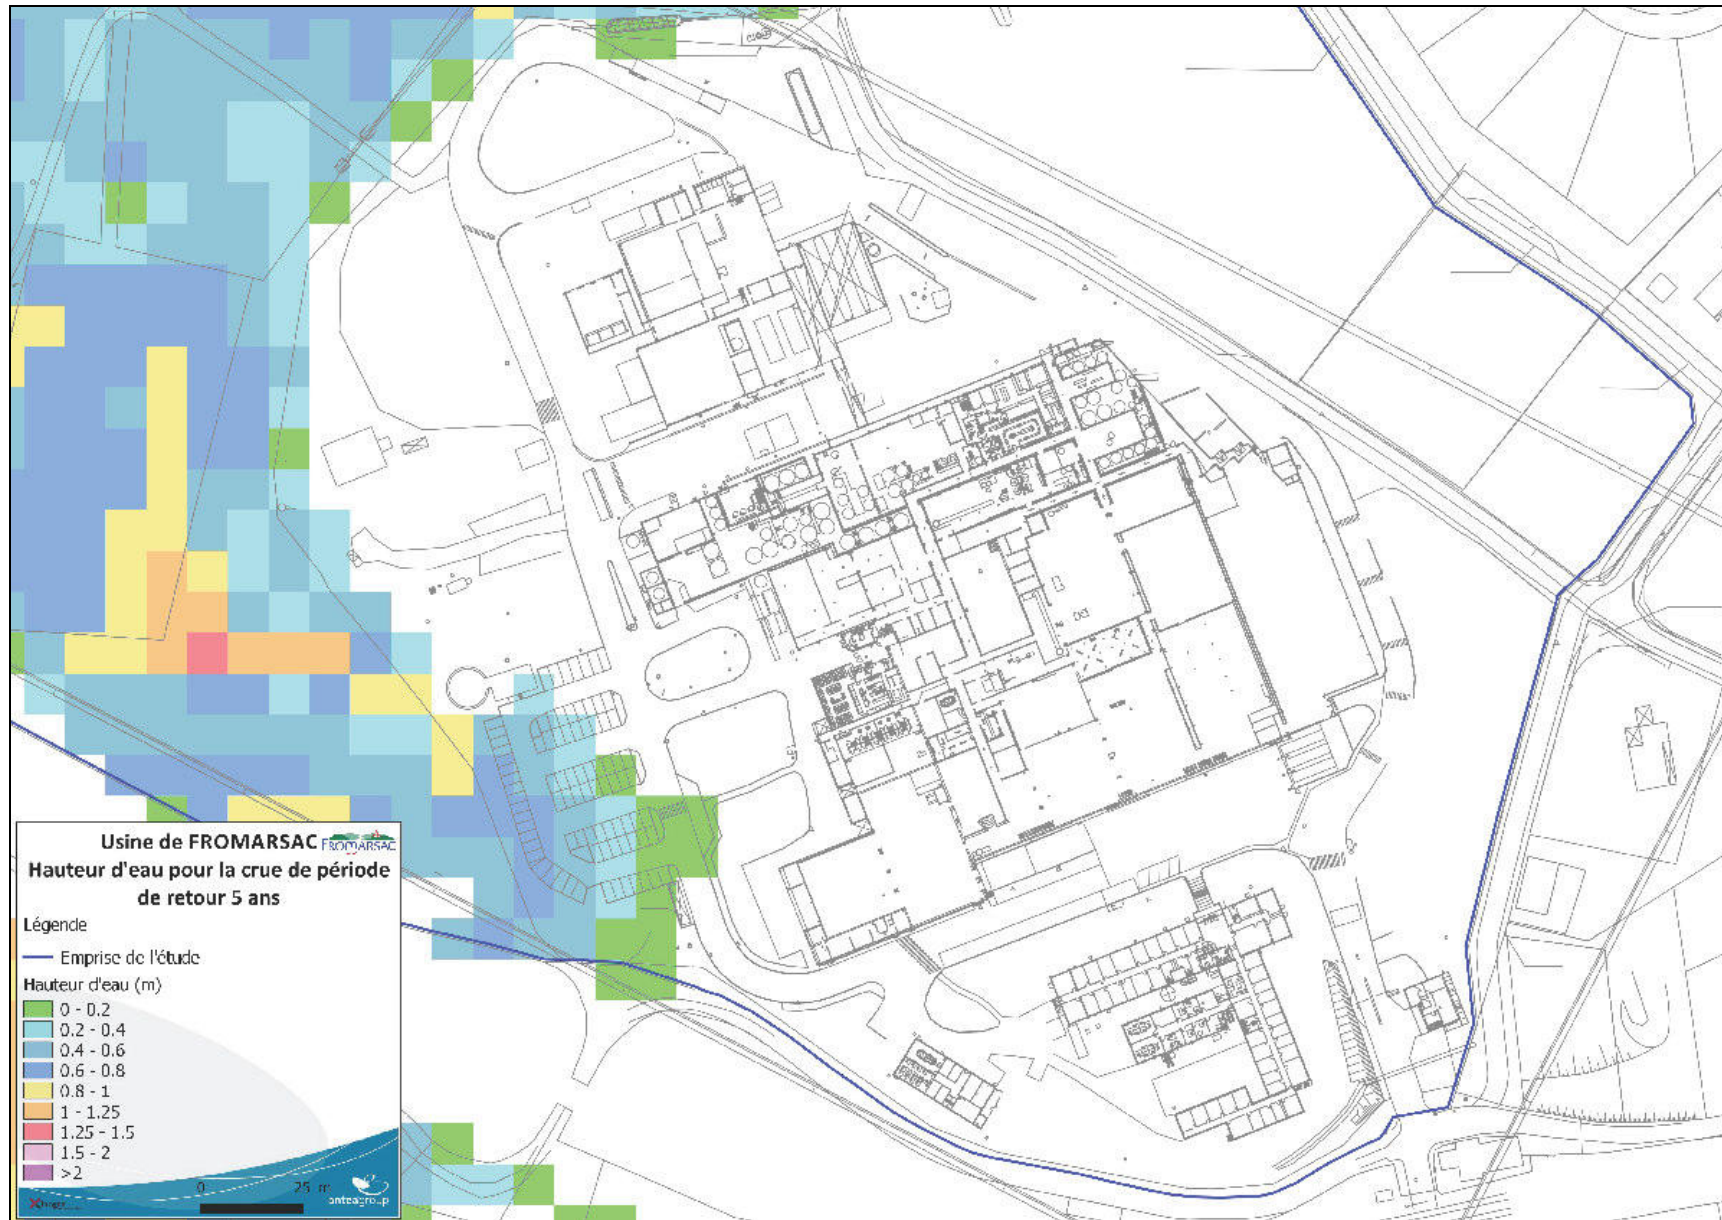 Usine de FROMARSAC
FROMARSAC
Hauteur d'eau pour la crue de période
de retour 5 ans
Légende
Emprise de l'étude
Hauteur d'eau (m)
0 - 0.2
0.2 - 0.4
0.4 - 0.6
0.6 - 0.8
0.8 - 1
1 - 1.25
1.25 - 1.5
1.5 - 2
>2
0 25 m
anteagroup